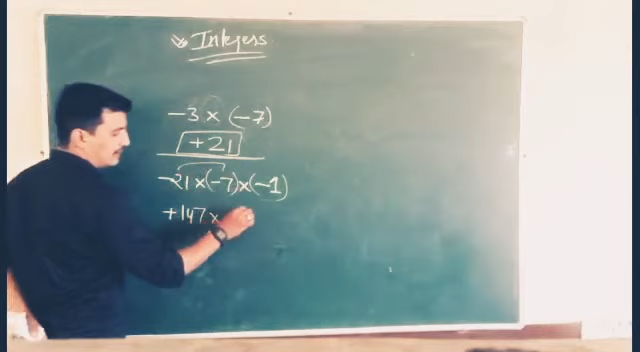 Integers
-3 × (-7)
+21
-21×(-7)×(-1)
+147×